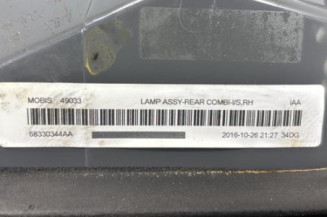 MOBIS 49033 LAMP ASSY-REAR COMBI-I/S,RH IAA
68330344AA 2016-10-26 21:27 34DG